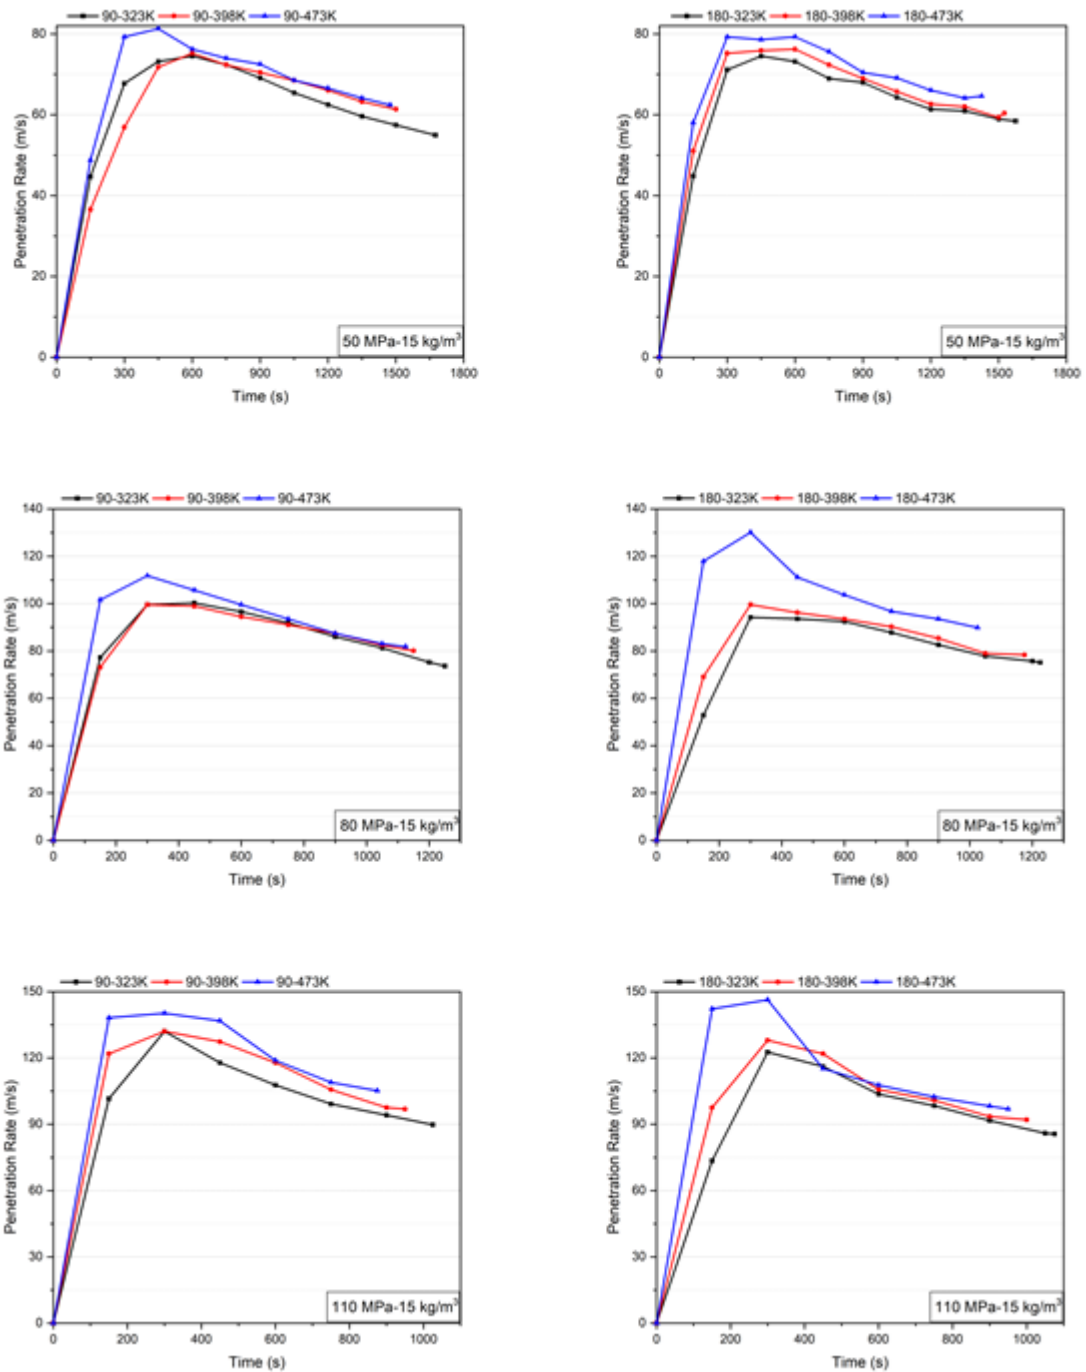 90-323K 90-398K 90-473K
80
60
40
20
0
Penetration Rate (m/s)
50 MPa-15 kg/m³
0 300 600 900 1200 1500 1800
Time (s)
180-323K 180-398K 180-473K
80
60
40
20
0
Penetration Rate (m/s)
50 MPa-15 kg/m³
0 300 600 900 1200 1500 1800
Time (s)
90-323K 90-398K 90-473K
140
120
100
80
60
40
20
0
Penetration Rate (m/s)
80 MPa-15 kg/m³
0 200 400 600 800 1000 1200
Time (s)
180-323K 180-398K 180-473K
140
120
100
80
60
40
20
0
Penetration Rate (m/s)
80 MPa-15 kg/m³
0 200 400 600 800 1000 1200
Time (s)
90-323K 90-398K 90-473K
150
120
90
60
30
0
Penetration Rate (m/s)
110 MPa-15 kg/m³
0 200 400 600 800 1000
Time (s)
180-323K 180-398K 180-473K
150
120
90
60
30
0
Penetration Rate (m/s)
110 MPa-15 kg/m³
0 200 400 600 800 1000
Time (s)